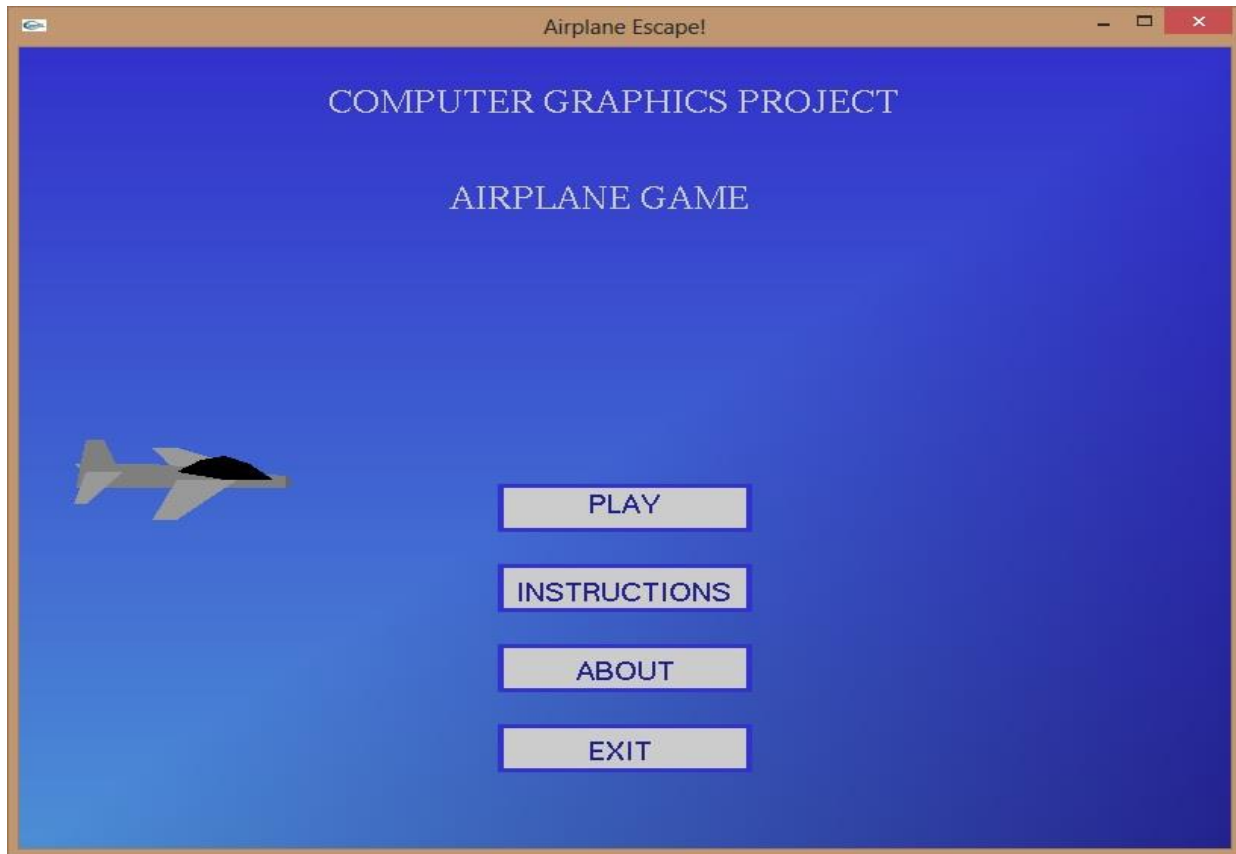 Airplane Escape!
COMPUTER GRAPHICS PROJECT
AIRPLANE GAME
PLAY
INSTRUCTIONS
ABOUT
EXIT